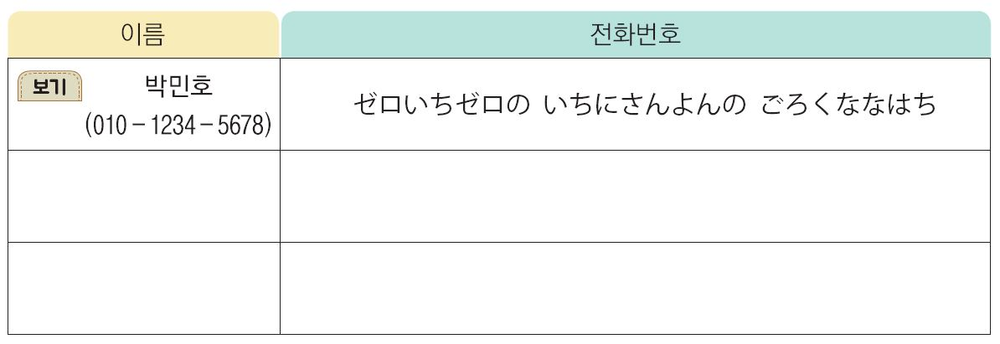 이름
전화번호
보기 박민호
(010 – 1234 – 5678)
ゼロいちゼロの いちにさんよんの ごろくななはち